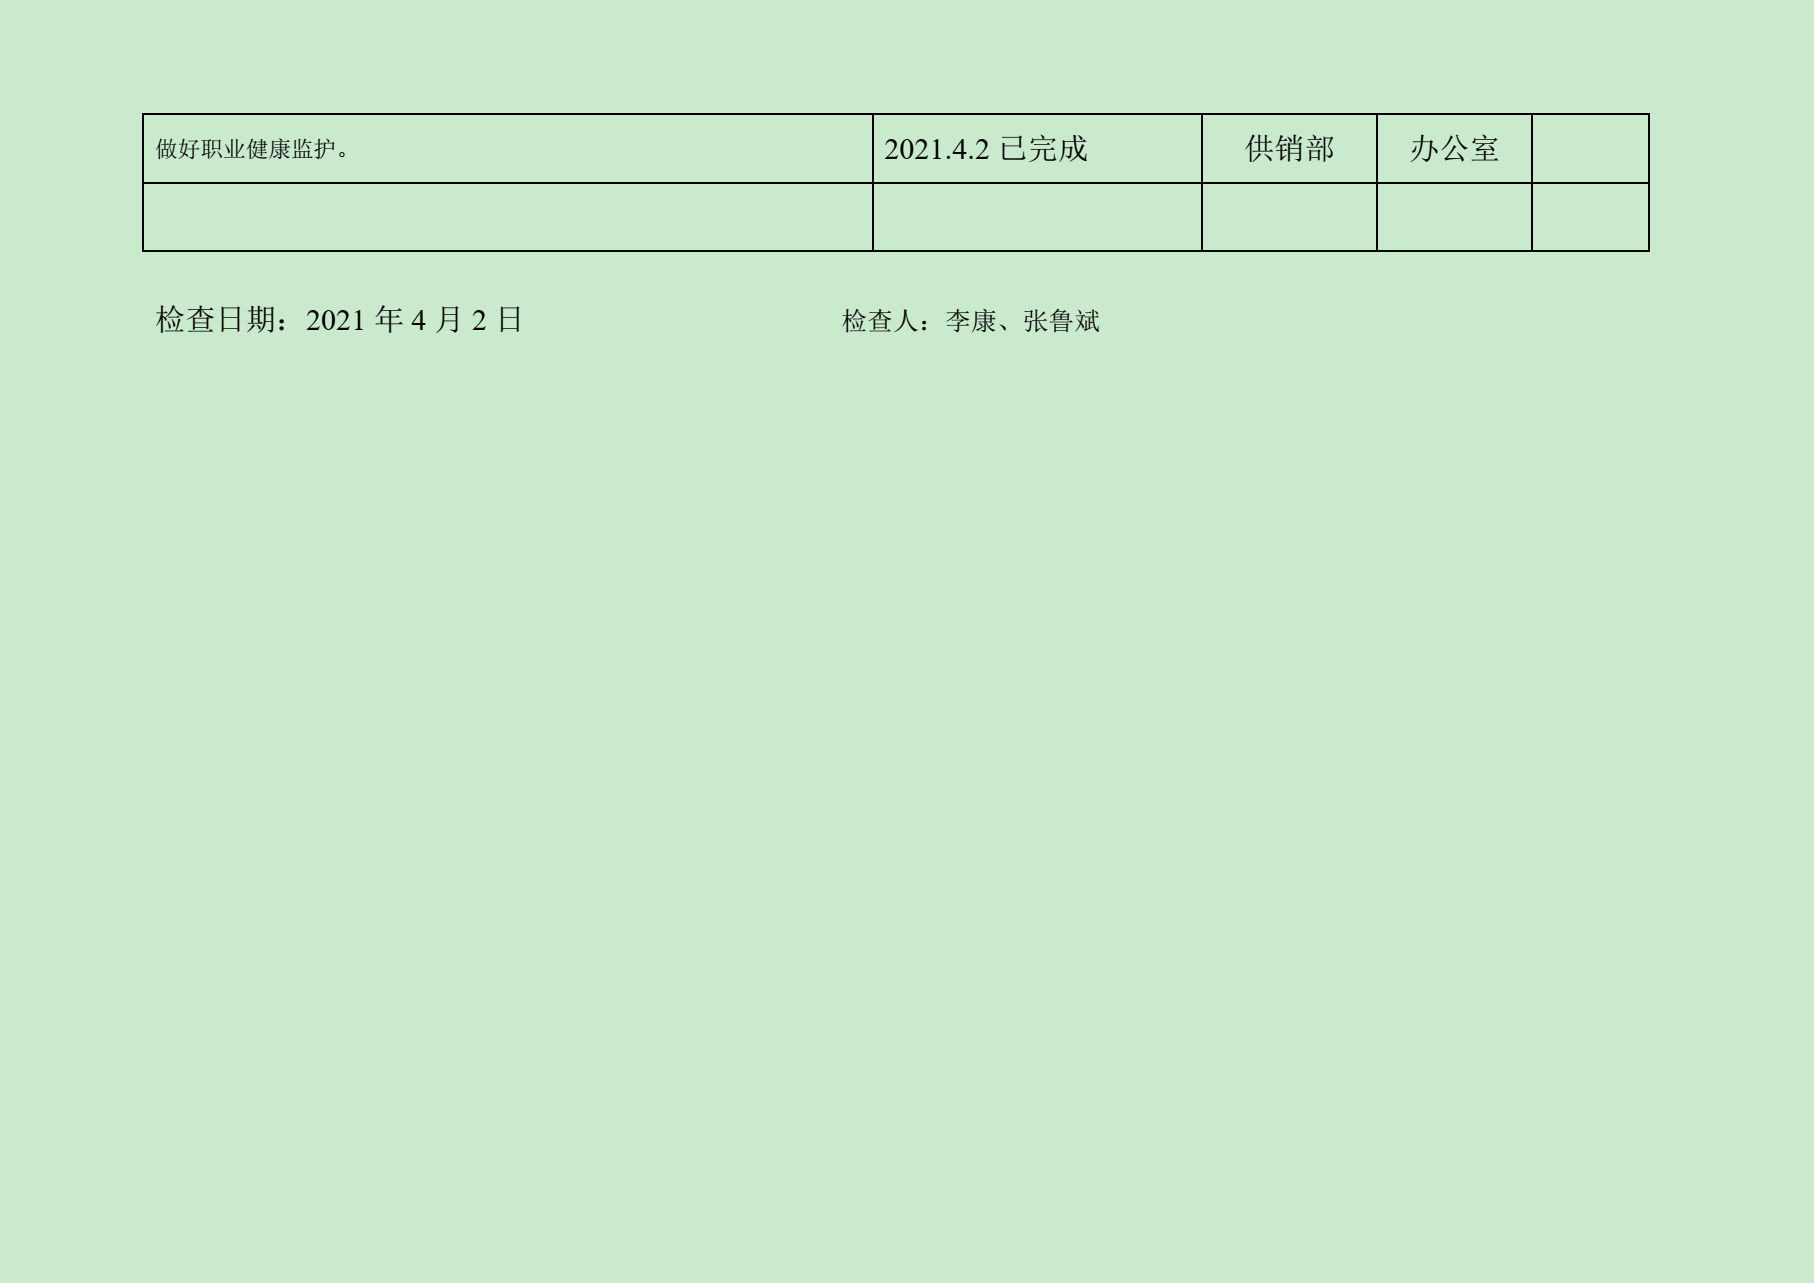 做好职业健康监护。 2021.4.2 已完成 供销部 办公室
检查日期：2021 年 4 月 2 日 检查人：李康、张鲁斌